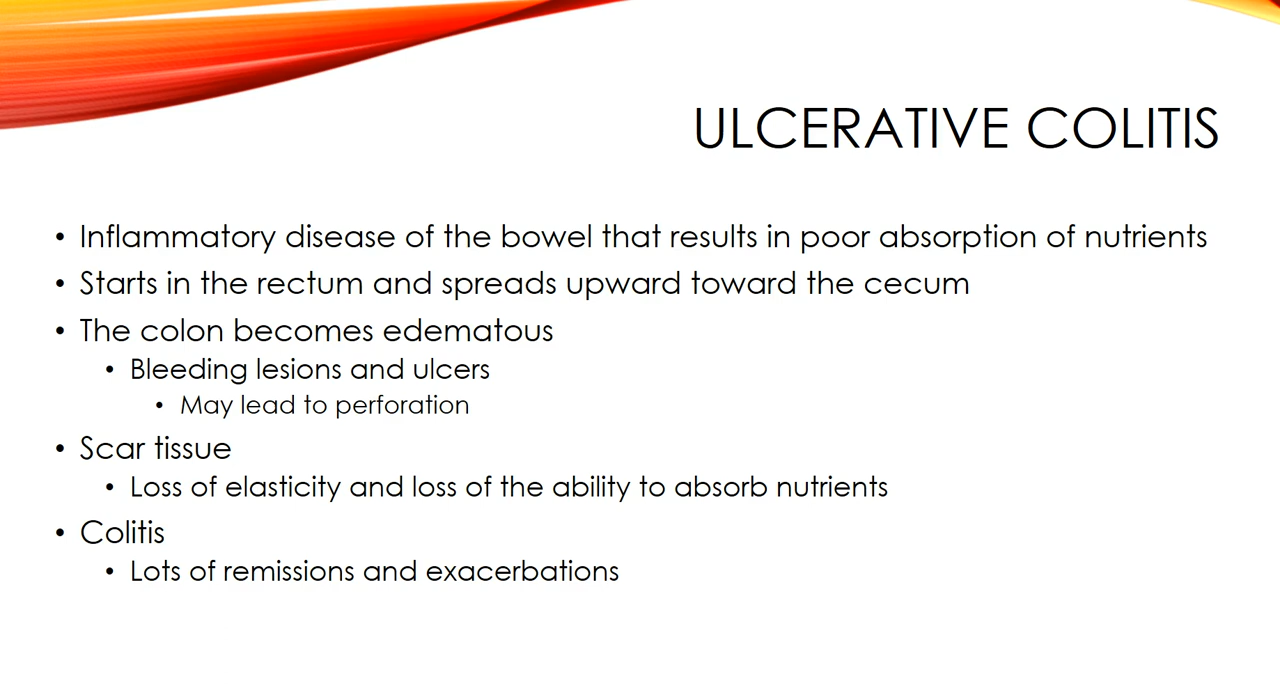 ULCERATIVE COLITIS
• Inflammatory disease of the bowel that results in poor absorption of nutrients
• Starts in the rectum and spreads upward toward the cecum
• The colon becomes edematous
• Bleeding lesions and ulcers
• May lead to perforation
• Scar tissue
• Loss of elasticity and loss of the ability to absorb nutrients
• Colitis
• Lots of remissions and exacerbations